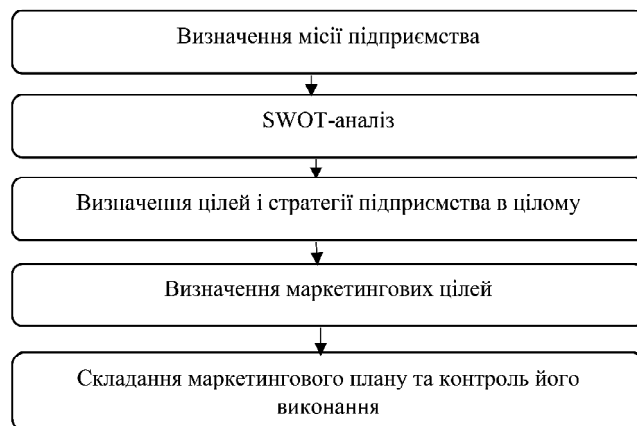 Визначення місії підприємства
SWOT-аналіз
Визначення цілей і стратегії підприємства в цілому
Визначення маркетингових цілей
Складання маркетингового плану та контроль його
виконання